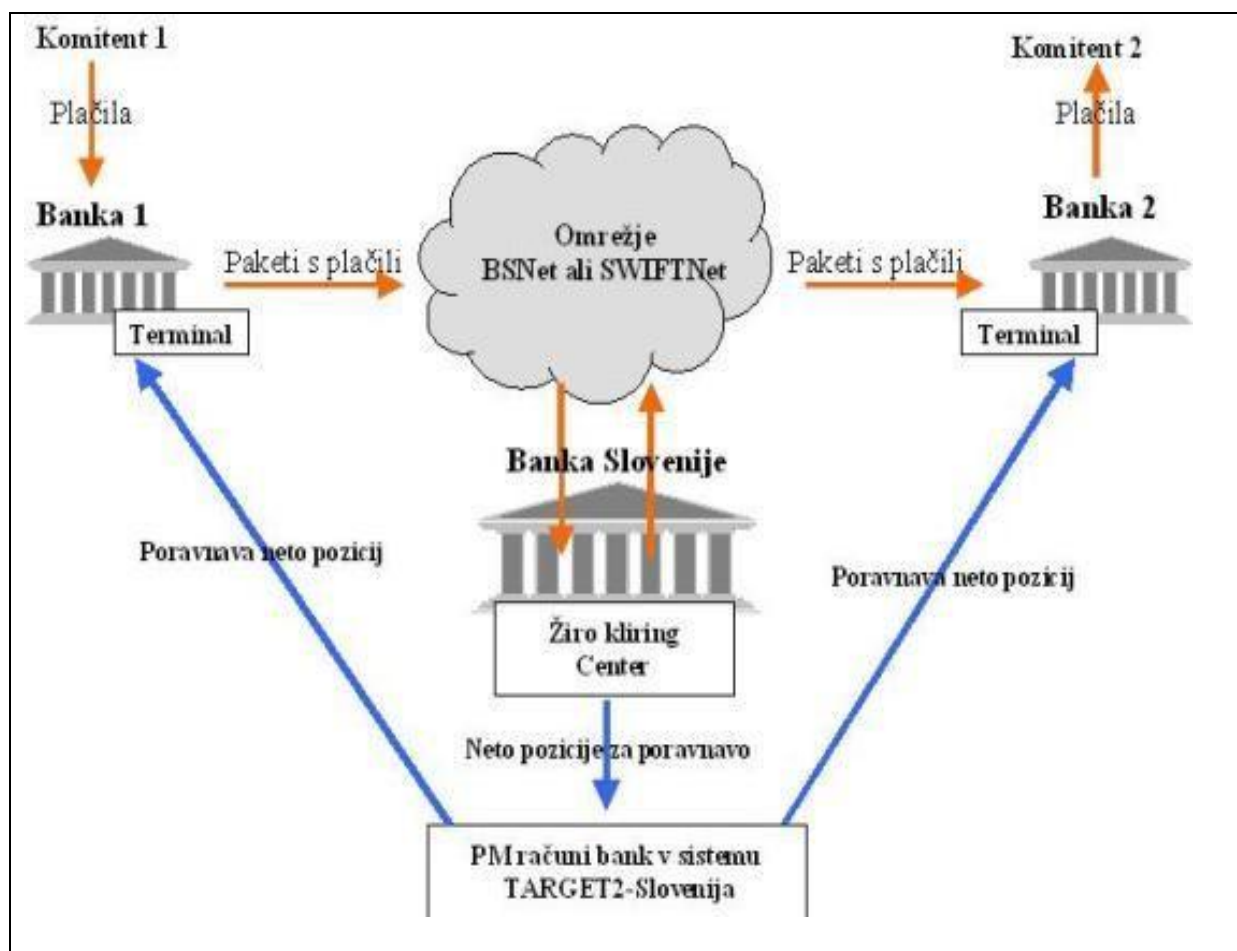 Komitent 1
Komitent 2
Plačila
Plačila
Banka 1
Banka 2
Omrežje
BSNet ali SWIFTNet
Paketi s plačili
Paketi s plačili
Terminal
Terminal
Banka Slovenije
Poravnava neto pozicij
Poravnava neto pozicij
Žiro kliring
Center
Neto pozicije za poravnavo
PM računi bank v sistemu
TARGET2-Slovenija